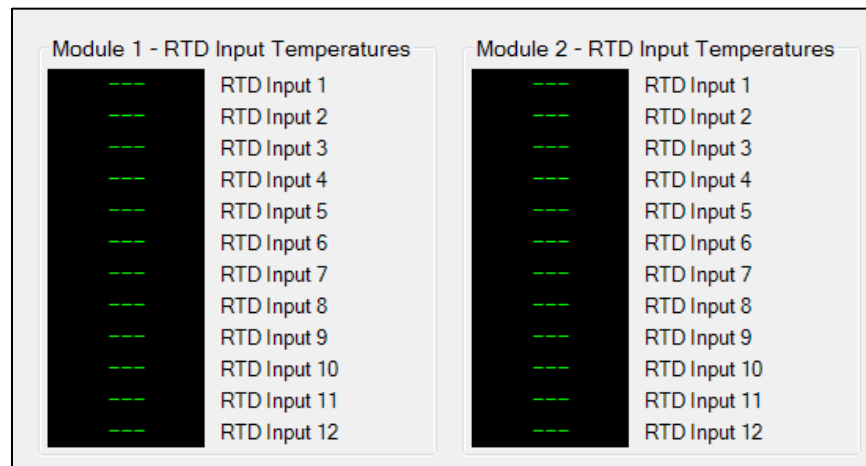 Module 1 - RTD Input Temperatures
--- RTD Input 1
--- RTD Input 2
--- RTD Input 3
--- RTD Input 4
--- RTD Input 5
--- RTD Input 6
--- RTD Input 7
--- RTD Input 8
--- RTD Input 9
--- RTD Input 10
--- RTD Input 11
--- RTD Input 12
Module 2 - RTD Input Temperatures
--- RTD Input 1
--- RTD Input 2
--- RTD Input 3
--- RTD Input 4
--- RTD Input 5
--- RTD Input 6
--- RTD Input 7
--- RTD Input 8
--- RTD Input 9
--- RTD Input 10
--- RTD Input 11
--- RTD Input 12